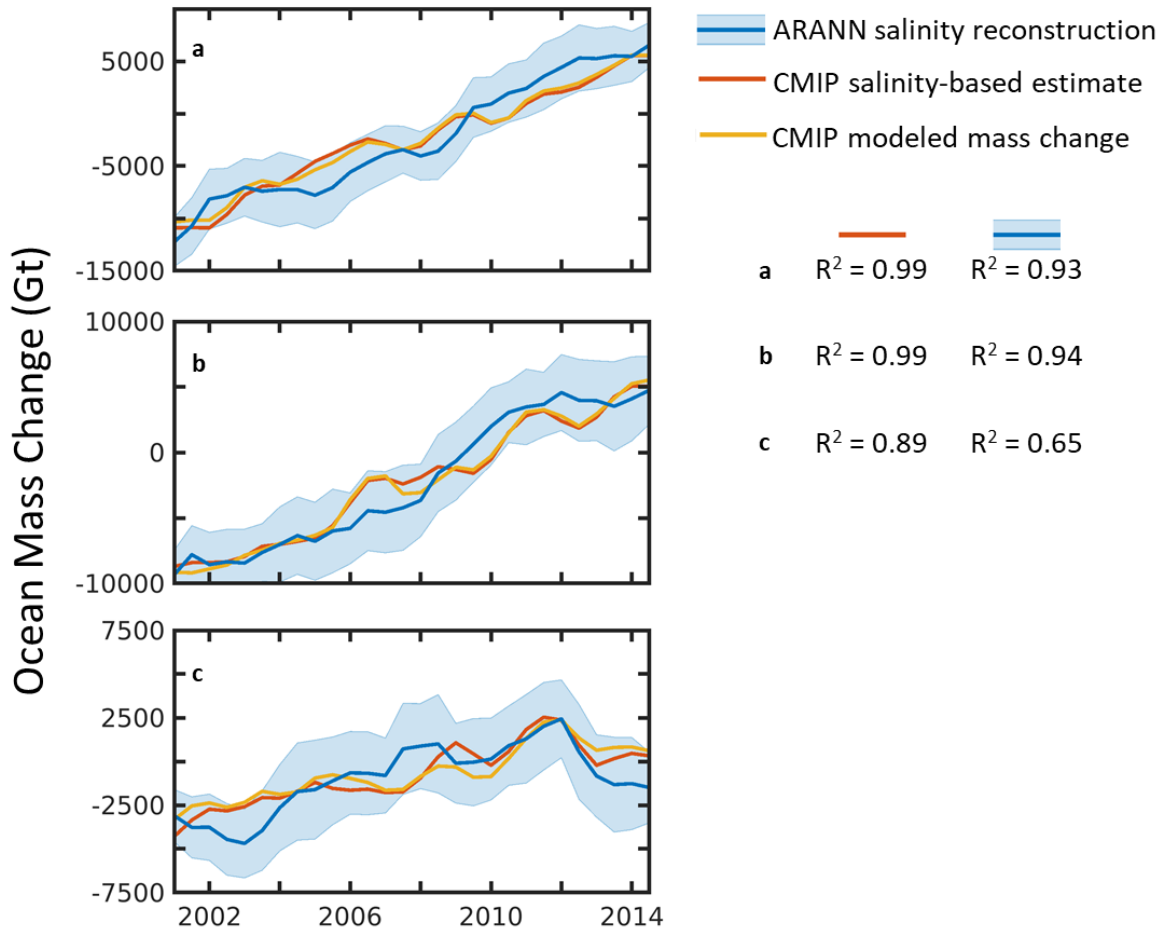 Ocean Mass Change (Gt)
a
5000
-5000
-15000
b
10000
0
-10000
c
7500
2500
-2500
-7500
2002 2006 2010 2014
ARANN salinity reconstruction
CMIP salinity-based estimate
CMIP modeled mass change
a R² = 0.99 R² = 0.93
b R² = 0.99 R² = 0.94
c R² = 0.89 R² = 0.65